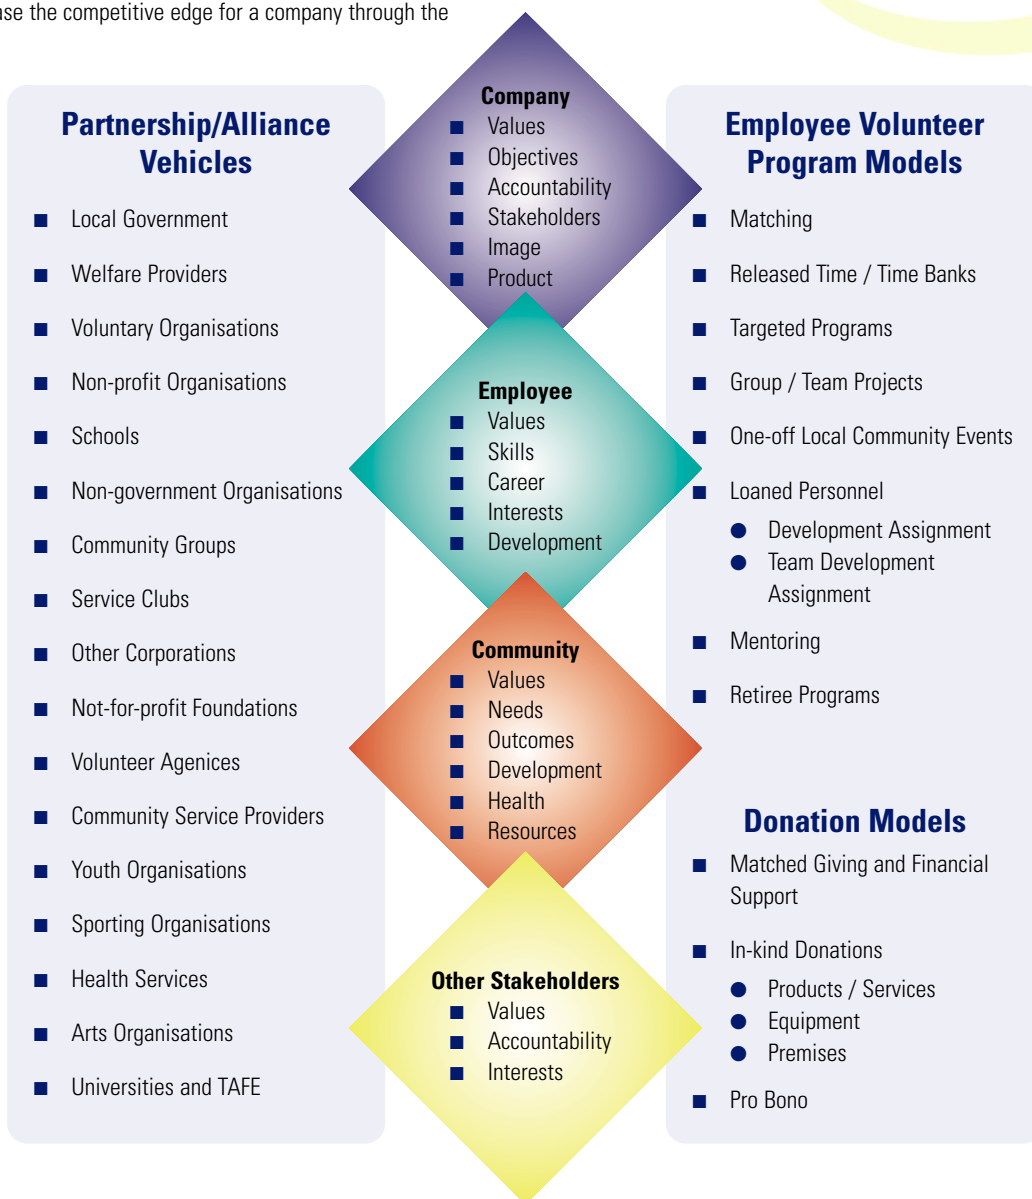 ase the competitive edge for a company through the
Partnership/Alliance
Vehicles
■ Local Government
■ Welfare Providers
■ Voluntary Organisations
■ Non-profit Organisations
■ Schools
■ Non-government Organisations
■ Community Groups
■ Service Clubs
■ Other Corporations
■ Not-for-profit Foundations
■ Volunteer Agenices
■ Community Service Providers
■ Youth Organisations
■ Sporting Organisations
■ Health Services
■ Arts Organisations
■ Universities and TAFE
Company
■ Values
■ Objectives
■ Accountability
■ Stakeholders
■ Image
■ Product
Employee
■ Values
■ Skills
■ Career
■ Interests
■ Development
Community
■ Values
■ Needs
■ Outcomes
■ Development
■ Health
■ Resources
Other Stakeholders
■ Values
■ Accountability
■ Interests
Employee Volunteer
Program Models
■ Matching
■ Released Time / Time Banks
■ Targeted Programs
■ Group / Team Projects
■ One-off Local Community Events
■ Loaned Personnel
● Development Assignment
● Team Development
Assignment
■ Mentoring
■ Retiree Programs
Donation Models
■ Matched Giving and Financial
Support
■ In-kind Donations
● Products / Services
● Equipment
● Premises
■ Pro Bono